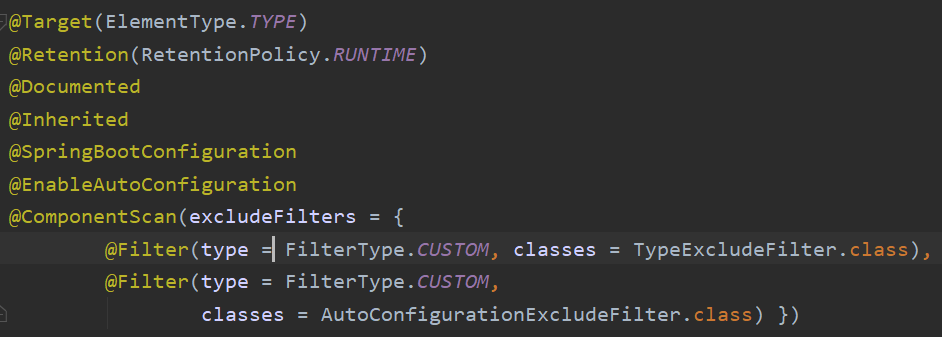 @Target(ElementType.TYPE)
@Retention(RetentionPolicy.RUNTIME)
@Documented
@Inherited
@SpringBootConfiguration
@EnableAutoConfiguration
@ComponentScan(excludeFilters = {
        @Filter(type = FilterType.CUSTOM, classes = TypeExcludeFilter.class),
        @Filter(type = FilterType.CUSTOM,
                classes = AutoConfigurationExcludeFilter.class) })